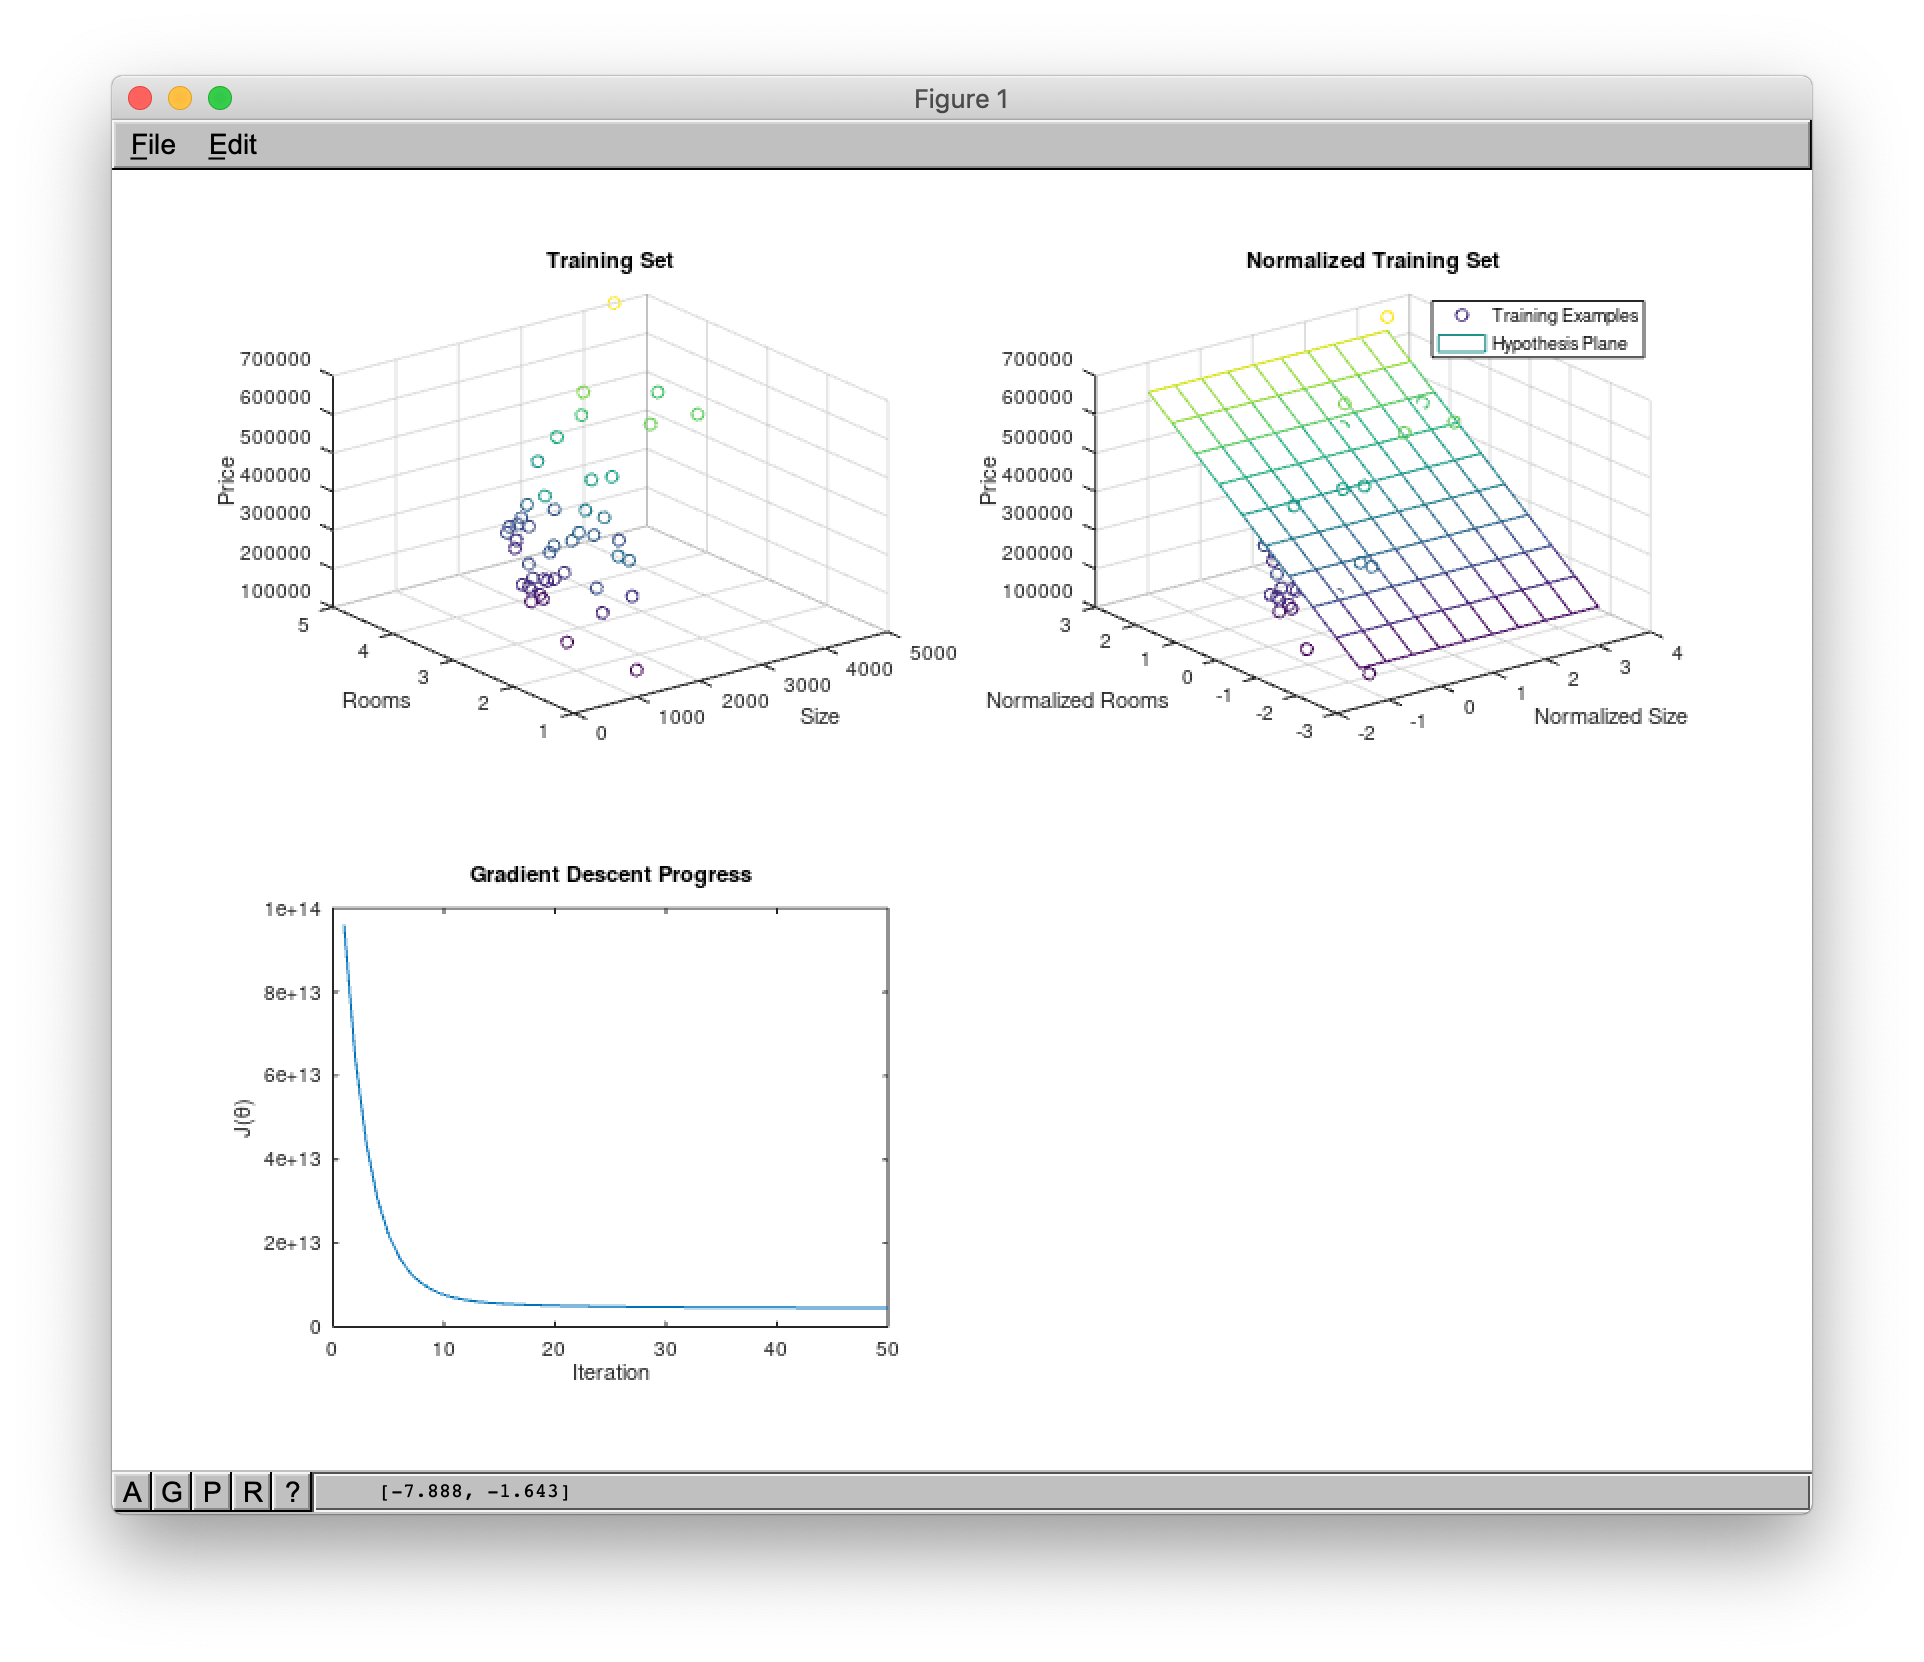 Figure 1
File Edit
Training Set
700000
600000
500000
400000
300000
200000
100000
Price
5
4
3
2
1
Rooms
0
1000
2000
3000
4000
5000
Size
Normalized Training Set
Training Examples
Hypothesis Plane
700000
600000
500000
400000
300000
200000
100000
Price
3
2
1
0
-1
-2
-3
Normalized Rooms
-2
-1
0
1
2
3
4
Normalized Size
Gradient Descent Progress
1e+14
8e+13
6e+13
4e+13
2e+13
0
J(θ)
0 10 20 30 40 50
Iteration
A G P R ? [-7.888, -1.643]